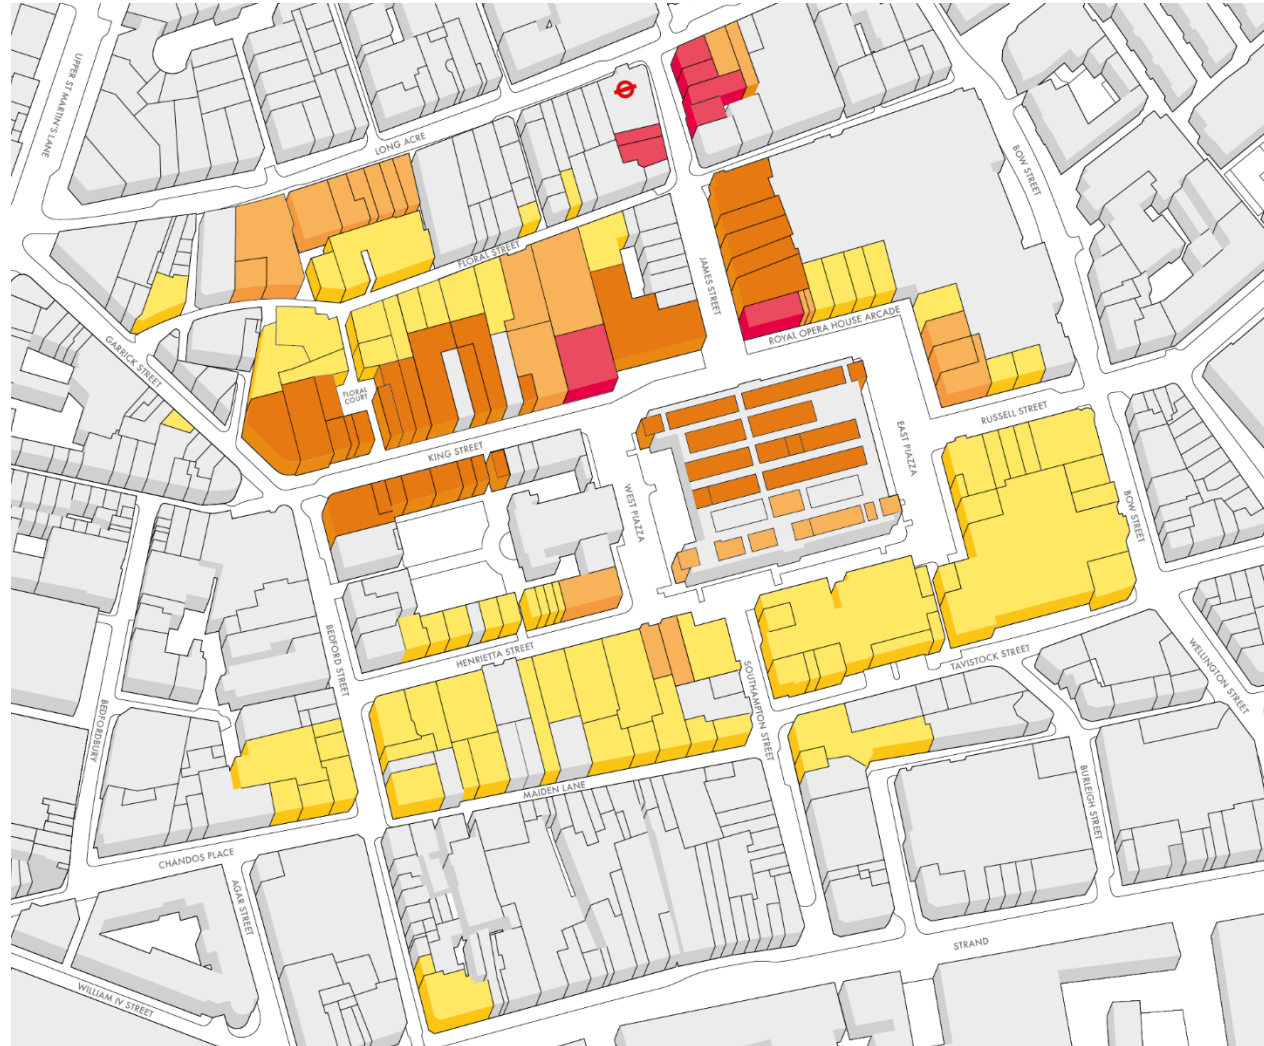 UPPER ST MARTIN'S LANE
LONG ACRE
BOW STREET
FLORAL STREET
JAMES STREET
ROYAL OPERA HOUSE ARCADE
GARRICK STREET
FLORAL
COURT
RUSSELL STREET
EAST PIAZZA
KING STREET
WEST PIAZZA
BOW STREET
HENRIETTA STREET
BEDFORD STREET
TAVISTOCK STREET
SOUTHAMPTON STREET
WELLINGTON STREET
BEDFORDBURY
MAIDEN LANE
BURLEIGH STREET
CHANDOS PLACE
AGAR STREET
STRAND
WILLIAM IV STREET